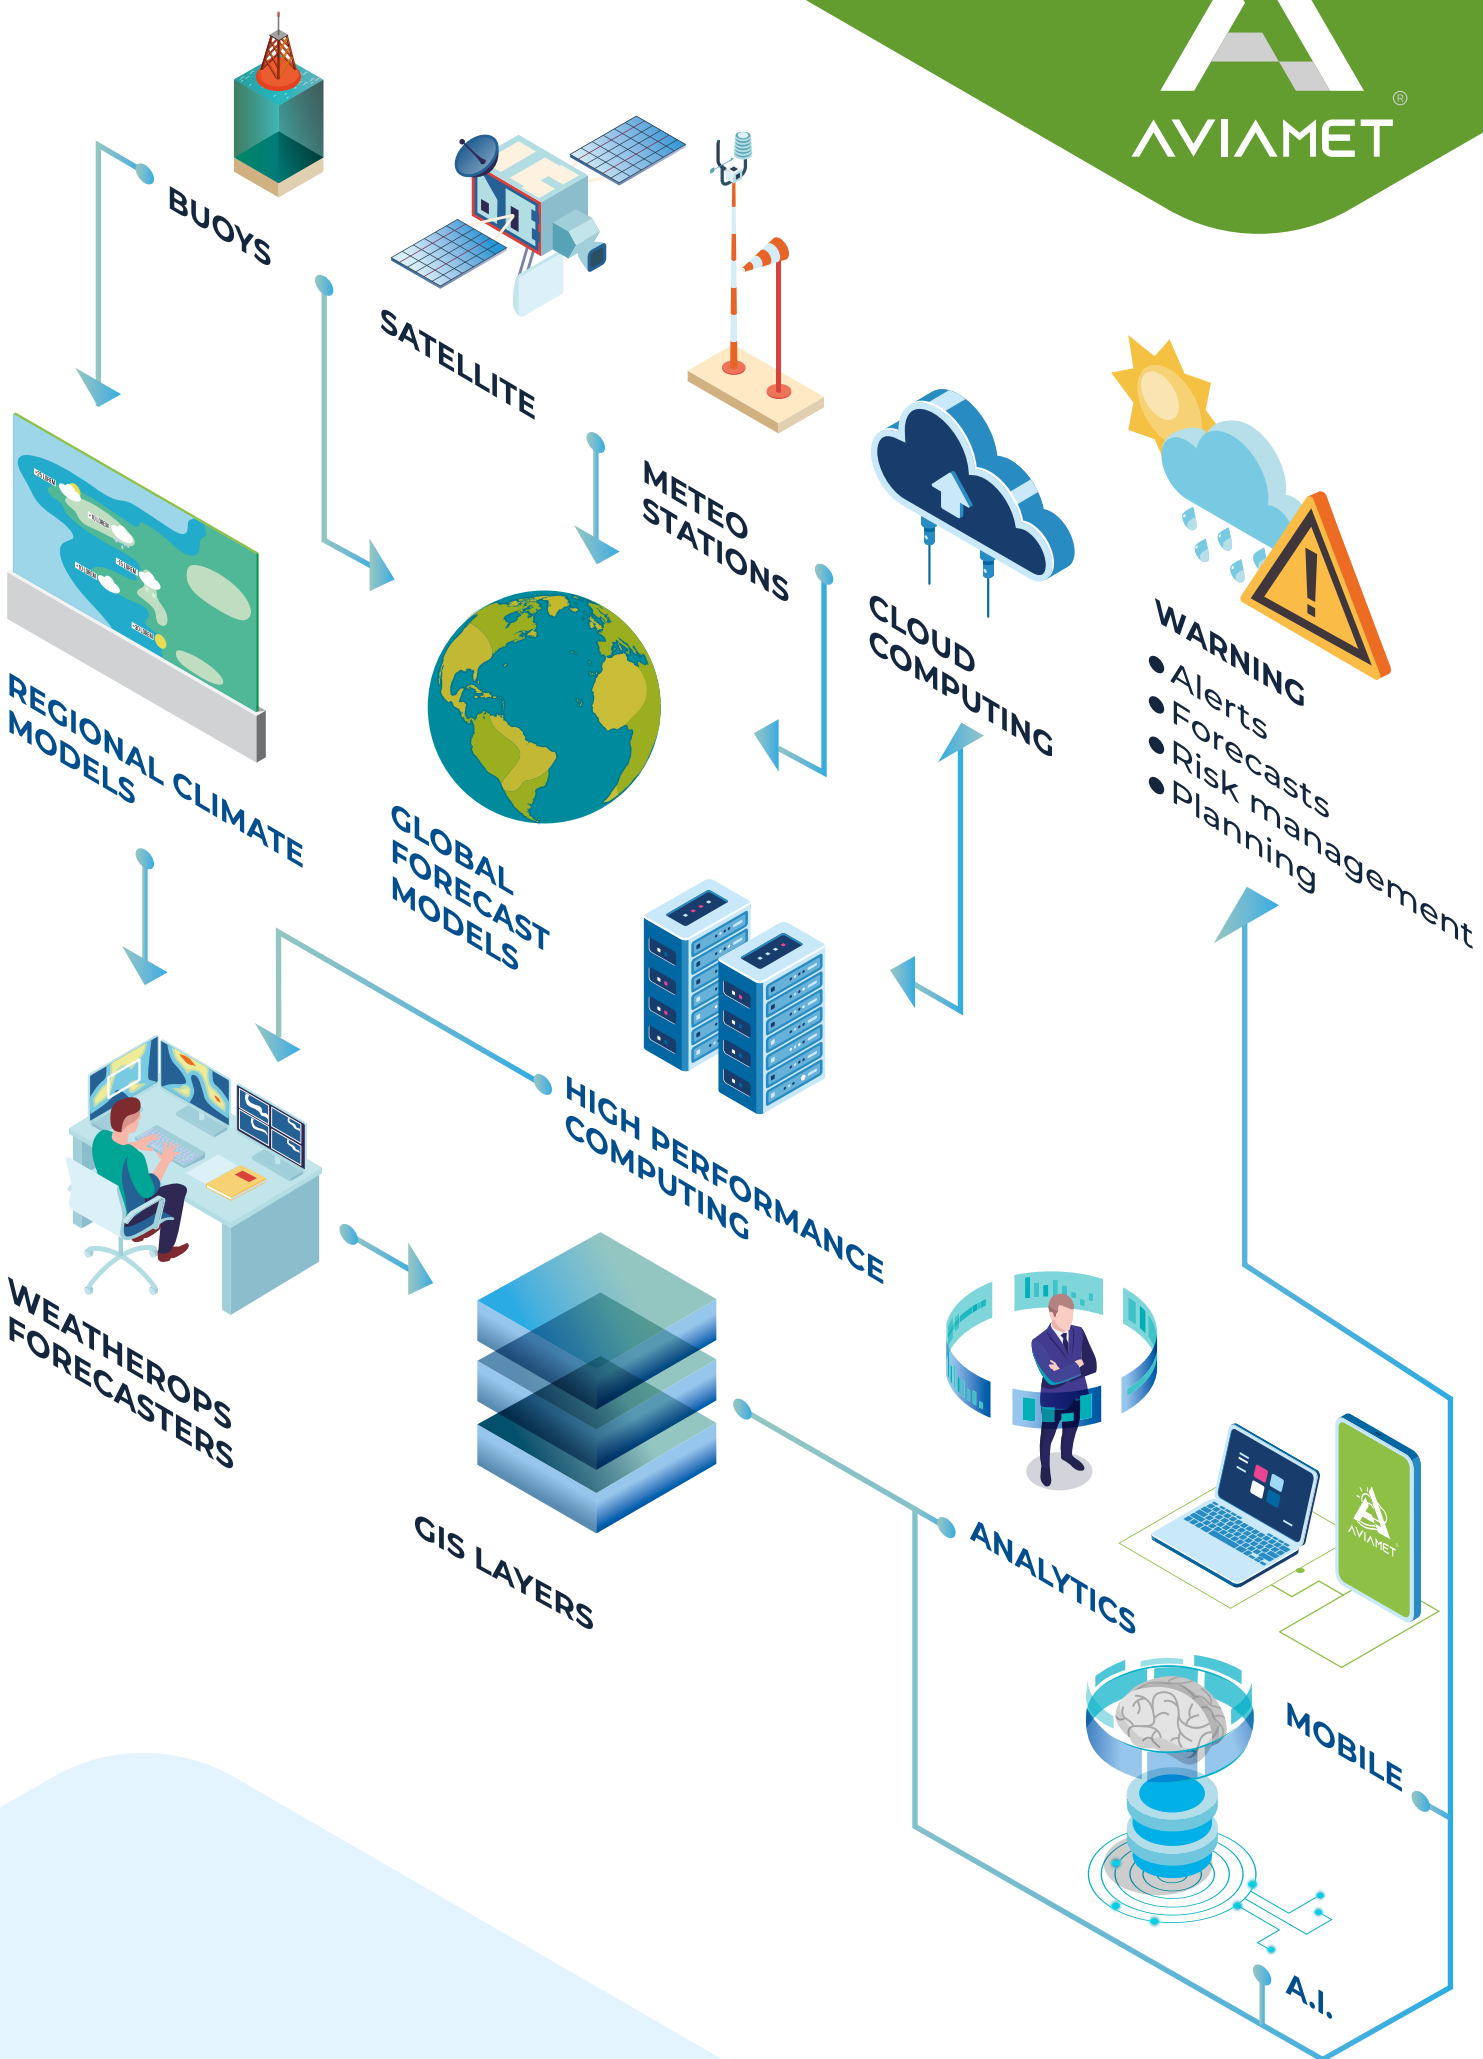 AVIAMET
®
BUOYS
SATELLITE
METEO
STATIONS
CLOUD
COMPUTING
WARNING
● Alerts
● Forecasts
● Risk management
● Planning
REGIONAL CLIMATE
MODELS
GLOBAL
FORECAST
MODELS
HIGH PERFORMANCE
COMPUTING
WEATHEROPS
FORECASTERS
GIS LAYERS
ANALYTICS
AVIAMET
MOBILE
A.I.